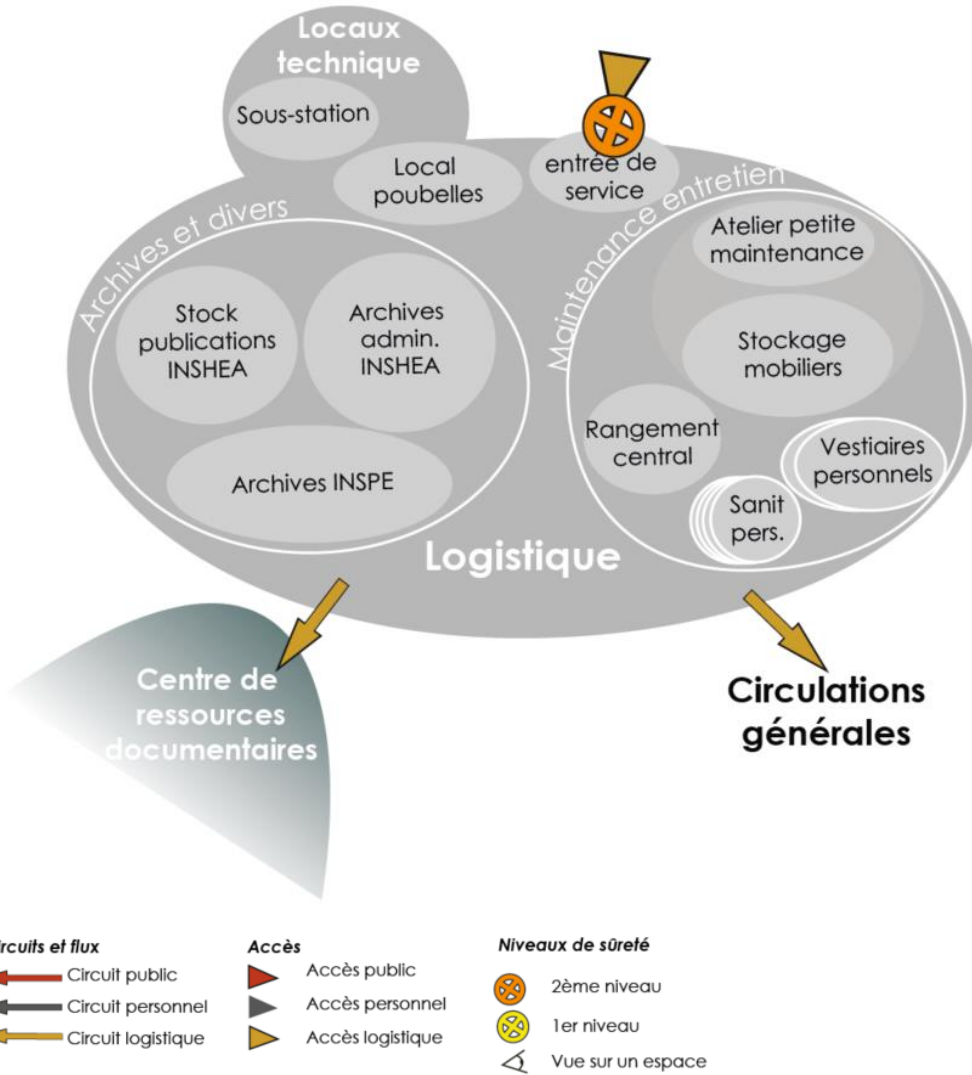 Locaux
technique
Sous-station
Local
poubelles
entrée de
service
Archives et divers
Stock
publications
INSHEA
Archives
admin.
INSHEA
Archives INSPE
Maintenance entretien
Atelier petite
maintenance
Stockage
mobiliers
Rangement
central
Vestiaires
personnels
Sanit
pers.
Logistique
Centre de
ressources
documentaires
Circulations
générales
ircuits et flux
Circuit public
Circuit personnel
Circuit logistique
Accès
Accès public
Accès personnel
Accès logistique
Niveaux de sûreté
2ème niveau
1er niveau
Vue sur un espace